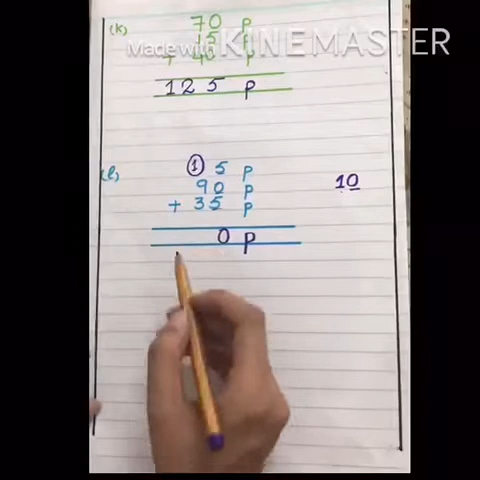 (k) 70 p
15 p
+ 40 p
Made with KINEMASTER
125 p
(l) ① 5 p
90 p 10
+ 35 p
0 p